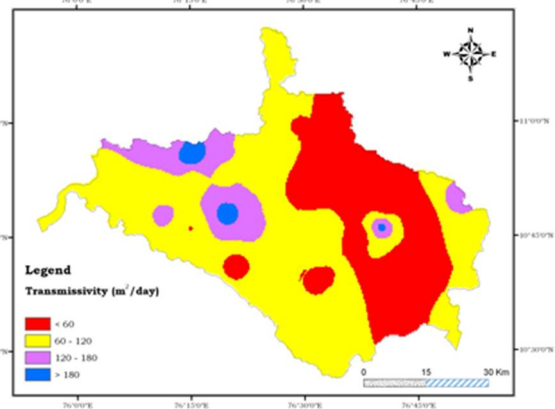 76°0'0"E 76°15'0"E 76°30'0"E 76°45'0"E
N
W E
S
11°0'0"N
10°45'0"N
10°30'0"N
Legend
Transmissivity (m²/day)
< 60
60 - 120
120 - 180
> 180
0 15 30 Km
76°0'0"E 76°15'0"E 76°30'0"E 76°45'0"E